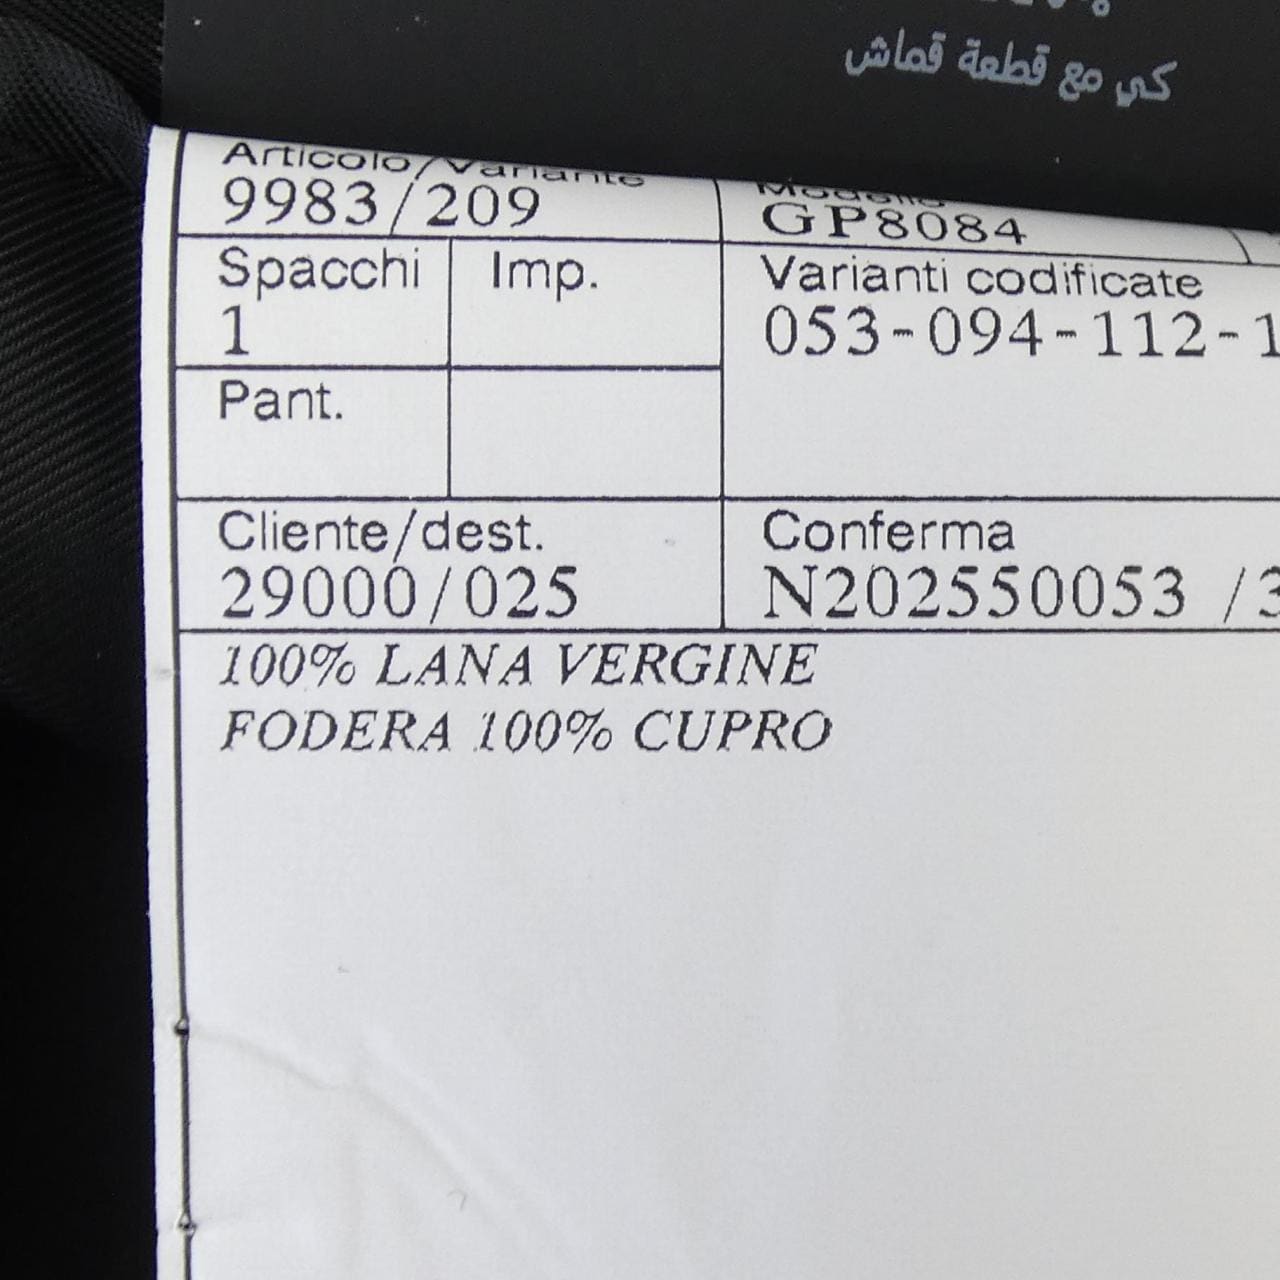 كي مع قطعة قماش
Articolo/Variante
9983/209
Modello
GP8084
Spacchi
1
Imp.
Varianti codificate
053-094-112-1
Pant.
Cliente/dest.
29000/025
Conferma
N202550053 /3
100% LANA VERGINE
FODERA 100% CUPRO